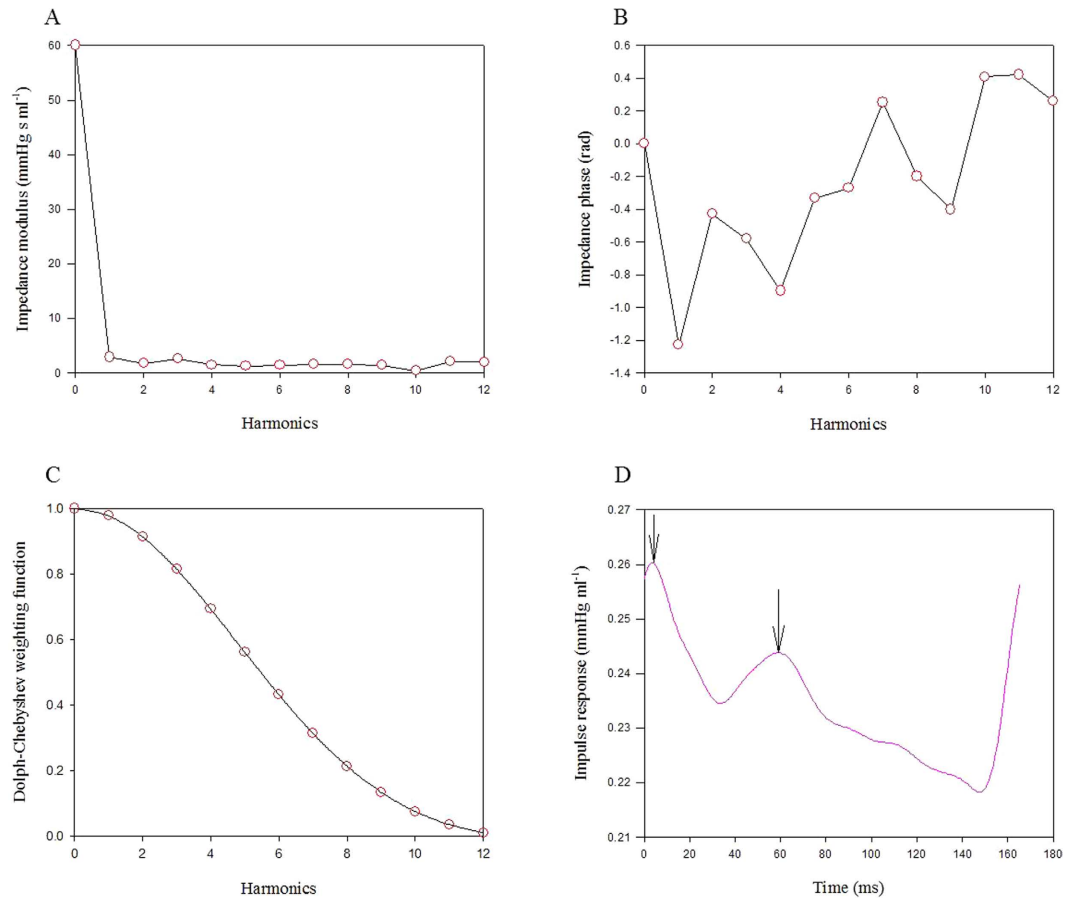 A
Impedance modulus (mmHg s ml⁻¹)
60
50
40
30
20
10
0
0 2 4 6 8 10 12
Harmonics
B
Impedance phase (rad)
0.6
0.4
0.2
0.0
-0.2
-0.4
-0.6
-0.8
-1.0
-1.2
-1.4
0 2 4 6 8 10 12
Harmonics
C
Dolph-Chebyshev weighting function
1.0
0.8
0.6
0.4
0.2
0.0
0 2 4 6 8 10 12
Harmonics
D
Impulse response (mmHg ml⁻¹)
0.27
0.26
0.25
0.24
0.23
0.22
0.21
0 20 40 60 80 100 120 140 160 180
Time (ms)